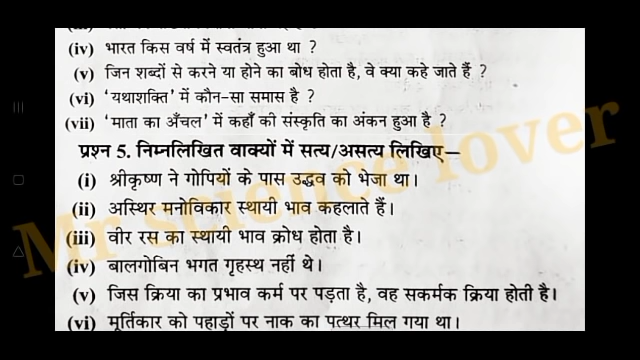 (iv) भारत किस वर्ष में स्वतंत्र हुआ था ?
(v) जिन शब्दों से करने या होने का बोध होता है, वे क्या कहे जाते हैं ?
(vi) ‘यथाशक्ति’ में कौन-सा समास है ?
(vii) ‘माता का अँचल’ में कहाँ की संस्कृति का अंकन हुआ है ?
प्रश्न 5. निम्नलिखित वाक्यों में सत्य/असत्य लिखिए—
(i) श्रीकृष्ण ने गोपियों के पास उद्धव को भेजा था।
(ii) अस्थिर मनोविकार स्थायी भाव कहलाते हैं।
(iii) वीर रस का स्थायी भाव क्रोध होता है।
(iv) बालगोबिन भगत गृहस्थ नहीं थे।
(v) जिस क्रिया का प्रभाव कर्म पर पड़ता है, वह सकर्मक क्रिया होती है।
(vi) मूर्तिकार को पहाड़ों पर नाक का पत्थर मिल गया था।
Mr science lover